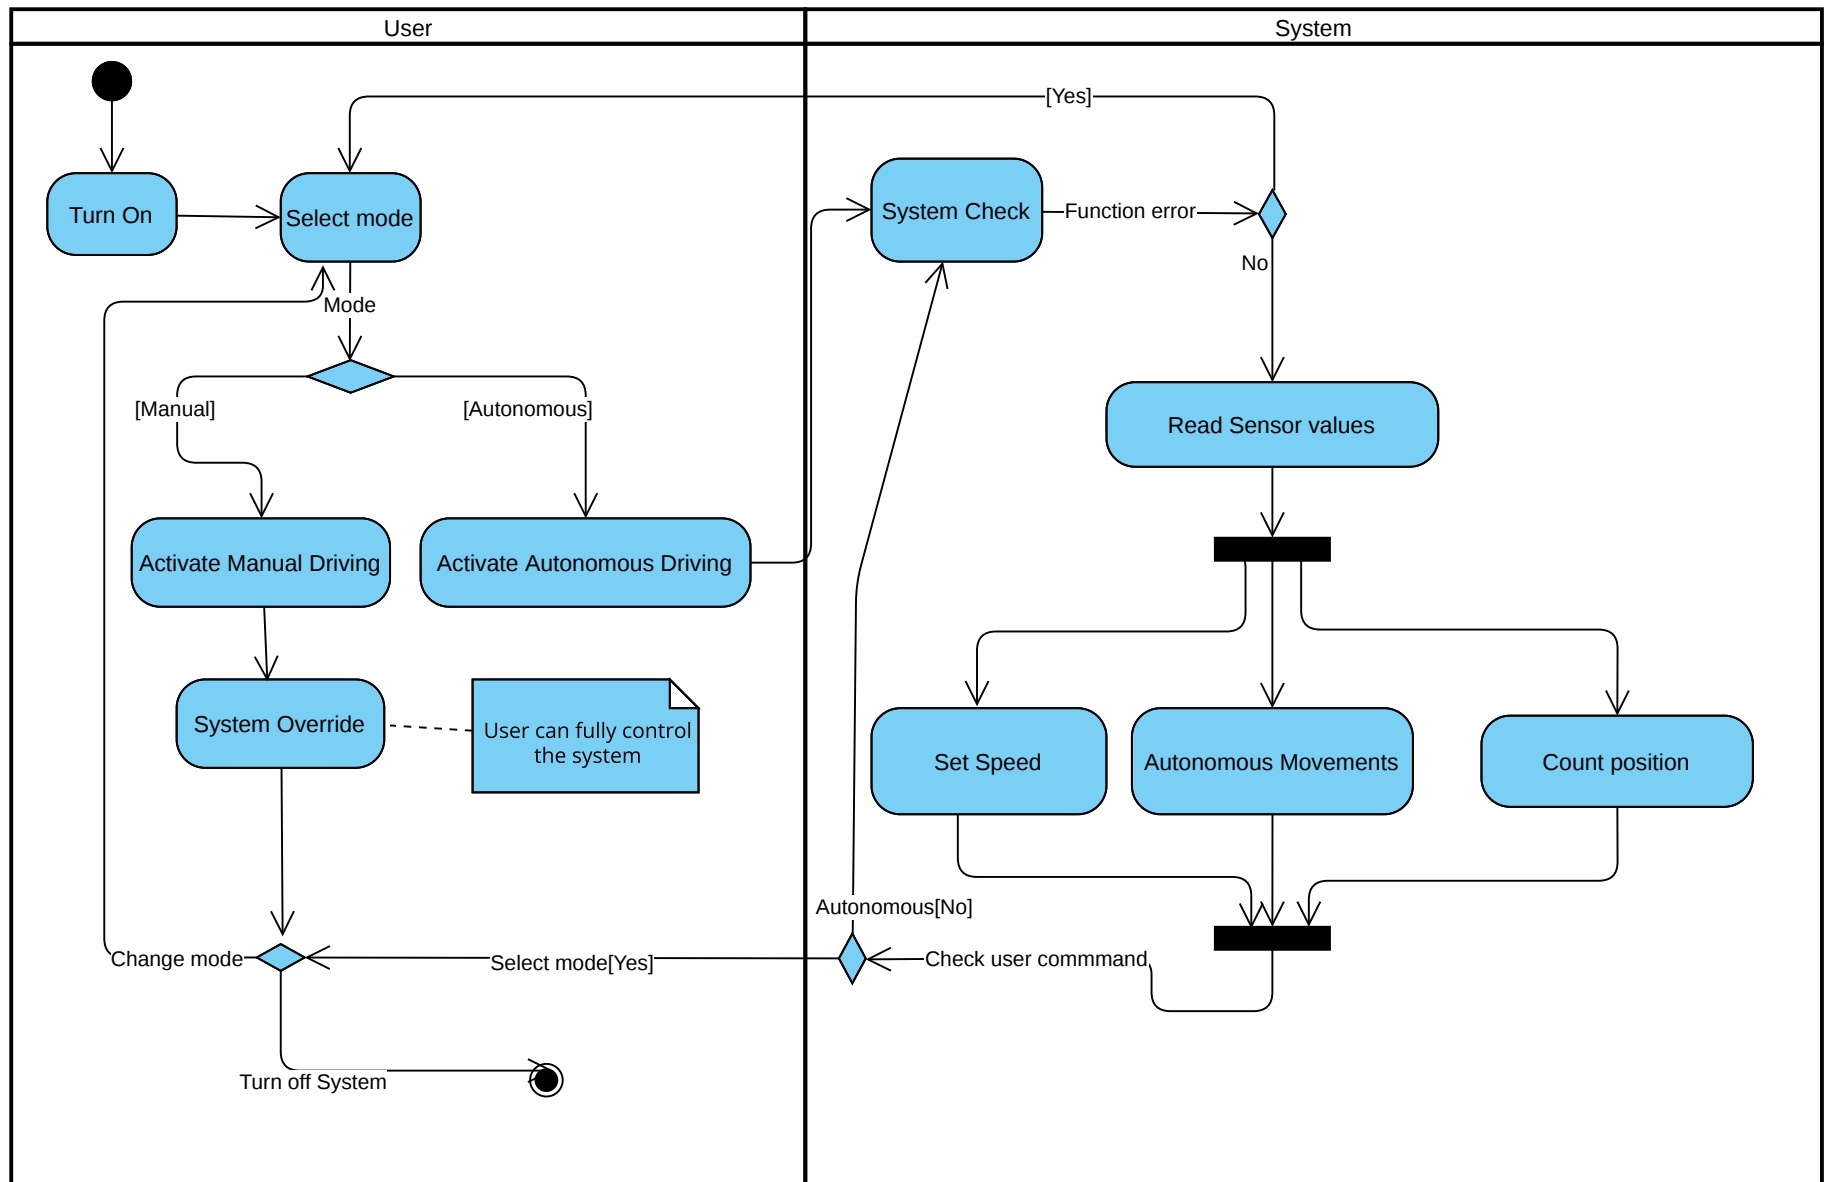 User
System
[Yes]
Turn On
Select mode
System Check
Function error
No
Mode
[Manual]
[Autonomous]
Read Sensor values
Activate Manual Driving
Activate Autonomous Driving
System Override
User can fully control
the system
Set Speed
Autonomous Movements
Count position
Autonomous[No]
Change mode
Select mode[Yes]
Check user commmand
Turn off System